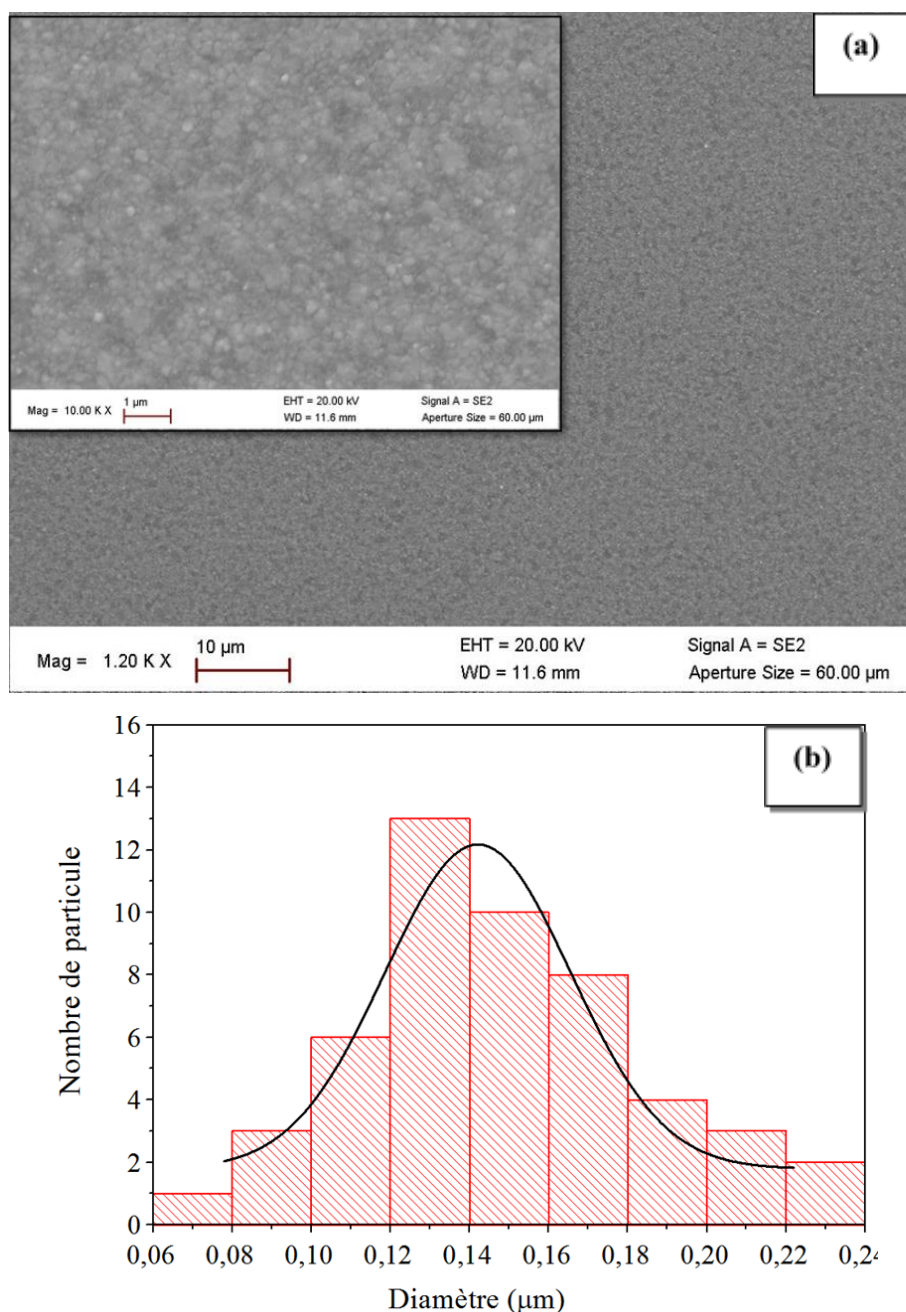 (a)
Mag = 10.00 K X 1 µm EHT = 20.00 kV Signal A = SE2
WD = 11.6 mm Aperture Size = 60.00 µm
Mag = 1.20 K X 10 µm EHT = 20.00 kV Signal A = SE2
WD = 11.6 mm Aperture Size = 60.00 µm
(b)
16
14
12
10
8
6
4
2
0
Nombre de particule
0,06 0,08 0,10 0,12 0,14 0,16 0,18 0,20 0,22 0,24
Diamètre (µm)